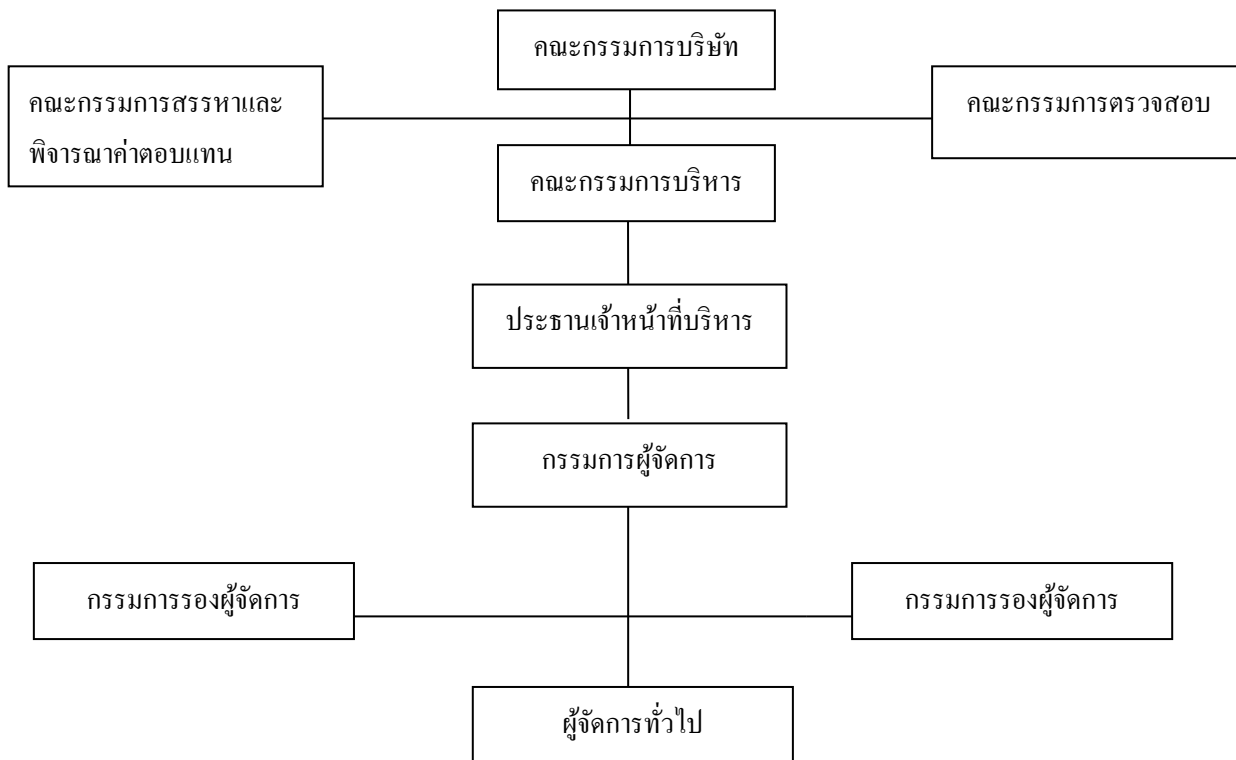 คณะกรรมการบริษัท
คณะกรรมการสรรหาและ
พิจารณาค่าตอบแทน
คณะกรรมการตรวจสอบ
คณะกรรมการบริหาร
ประธานเจ้าหน้าที่บริหาร
กรรมการผู้จัดการ
กรรมการรองผู้จัดการ
กรรมการรองผู้จัดการ
ผู้จัดการทั่วไป